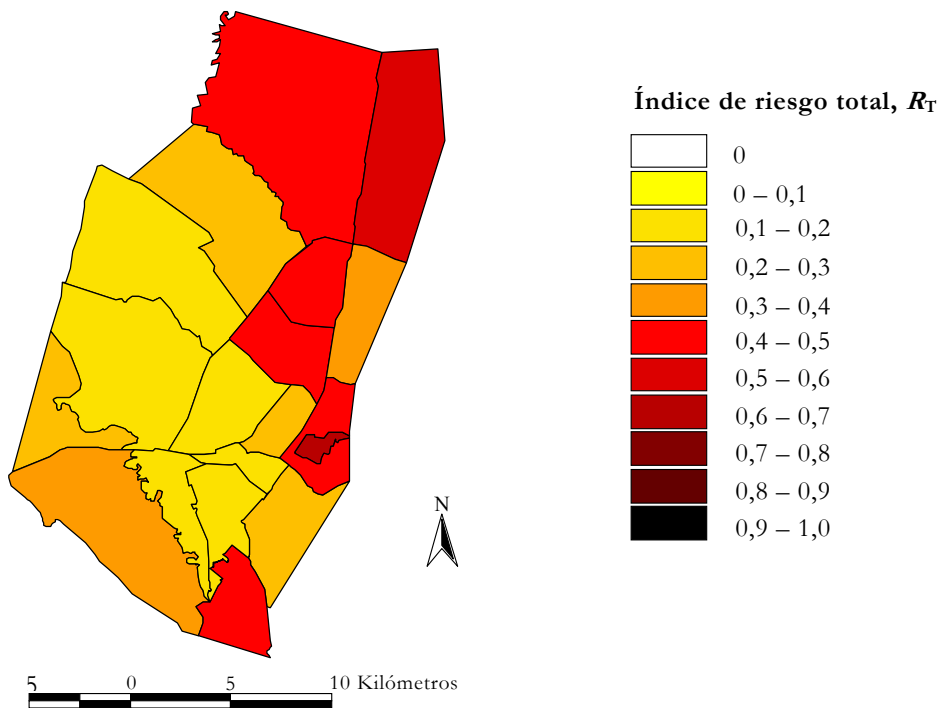 Índice de riesgo total, RT
0
0 – 0,1
0,1 – 0,2
0,2 – 0,3
0,3 – 0,4
0,4 – 0,5
0,5 – 0,6
0,6 – 0,7
0,7 – 0,8
0,8 – 0,9
0,9 – 1,0
N
5 0 5 10 Kilómetros